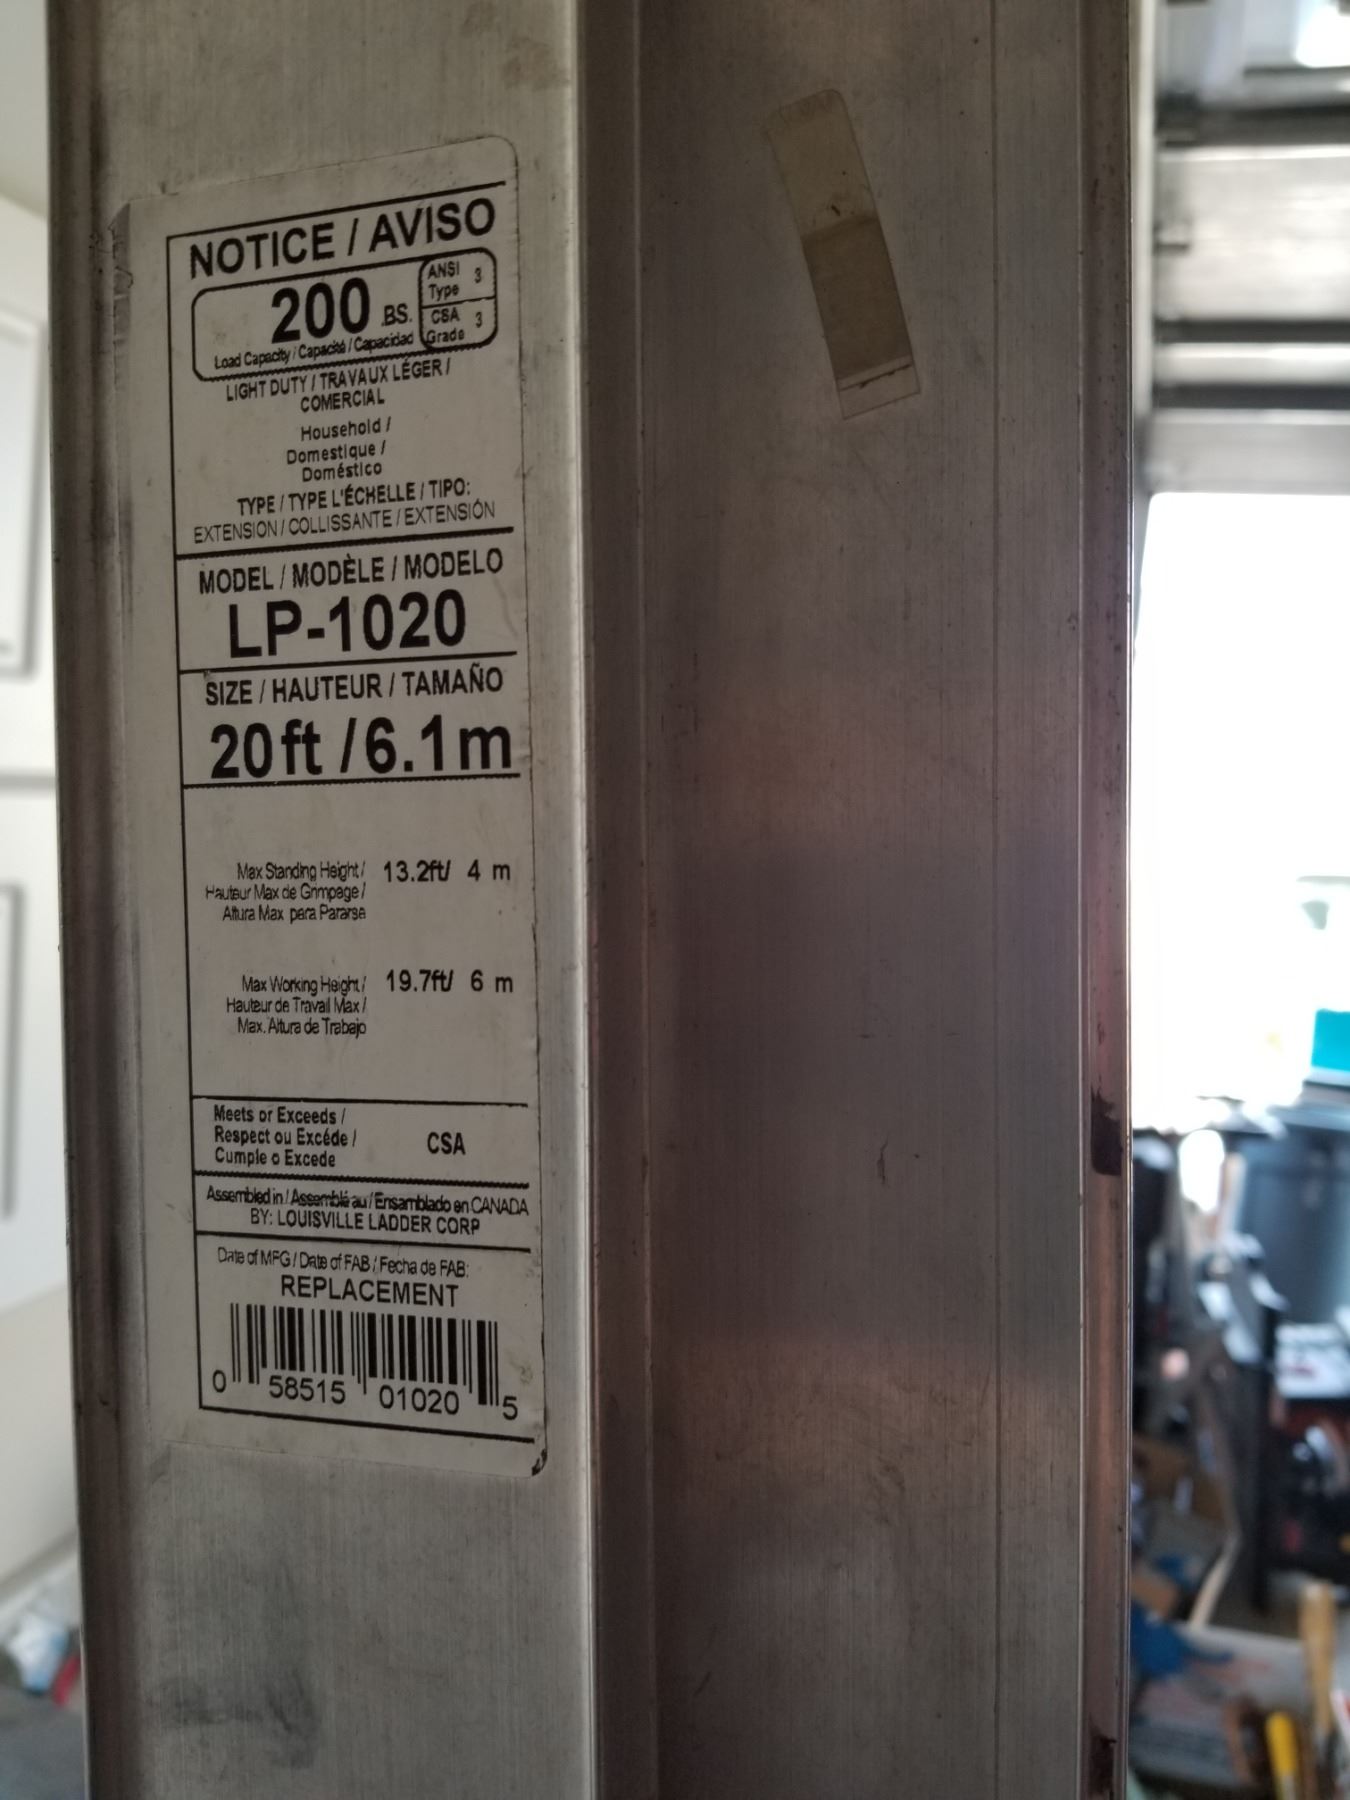 NOTICE / AVISO
200 BS.
ANSI Type 3
CSA Grade 3
Load Capacity / Capacité / Capacidad
LIGHT DUTY / TRAVAUX LÉGER /
COMERCIAL
Household /
Domestique /
Doméstico
TYPE / TYPE L'ÉCHELLE / TIPO:
EXTENSION / COLLISSANTE / EXTENSIÓN
MODEL / MODÈLE / MODELO
LP-1020
SIZE / HAUTEUR / TAMAÑO
20ft / 6.1m
Max Standing Height / 13.2ft/ 4 m
Hauteur Max de Grimpage /
Altura Max para Pararse
Max Working Height / 19.7ft/ 6 m
Hauteur de Travail Max /
Max. Altura de Trabajo
Meets or Exceeds /
Respect ou Excéde / CSA
Cumple o Excede
Assembled in / Assemblé au / Ensamblado en CANADA
BY: LOUISVILLE LADDER CORP
Date of MFG / Date of FAB / Fecha de FAB:
REPLACEMENT
0 58515 01020 5